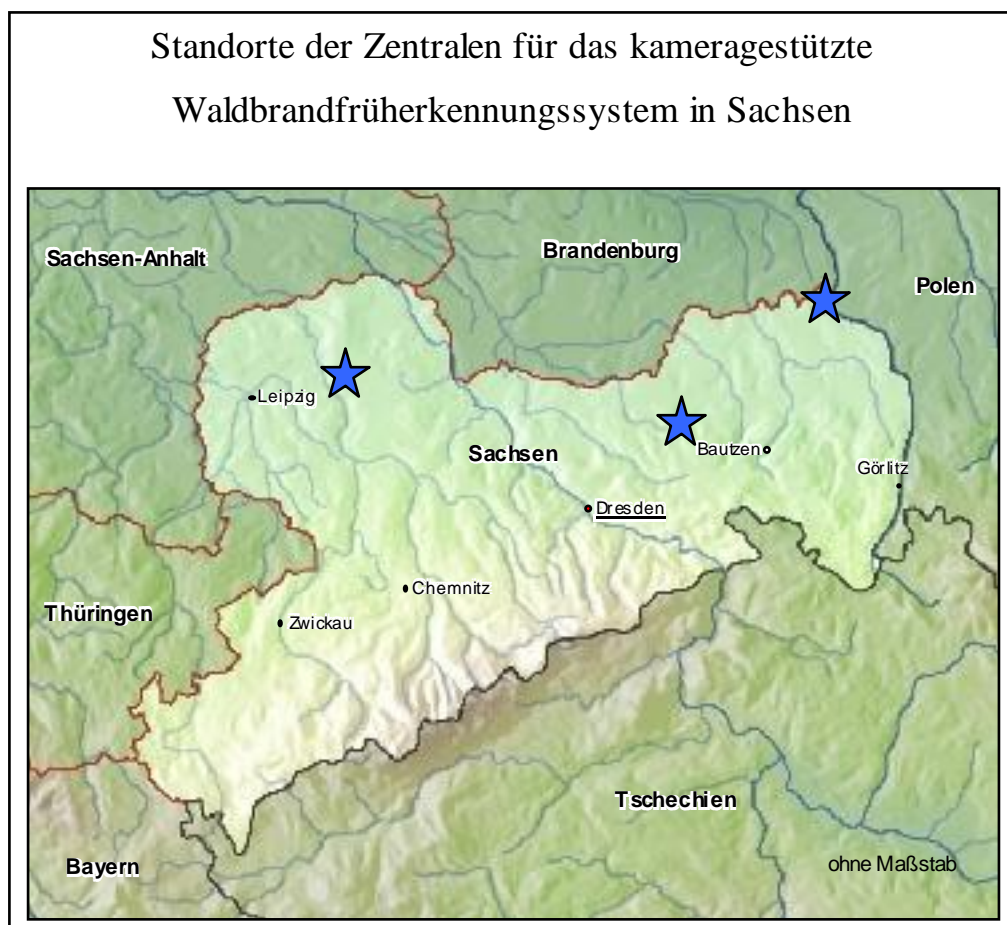 Standorte der Zentralen für das kameragestützte
Waldbrandfrüherkennungssystem in Sachsen
Sachsen-Anhalt
Brandenburg
Polen
Leipzig
Sachsen
Bautzen
Görlitz
Dresden
Chemnitz
Thüringen
Zwickau
Tschechien
Bayern
ohne Maßstab